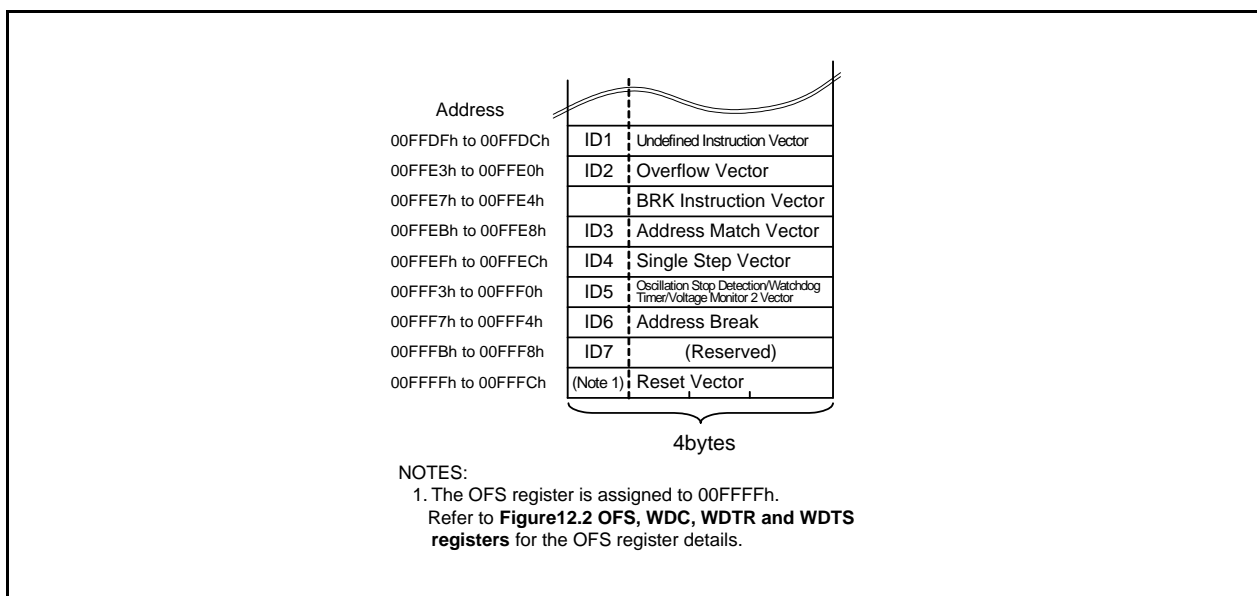 Address
00FFDFh to 00FFDCh ID1 Undefined Instruction Vector
00FFE3h to 00FFE0h ID2 Overflow Vector
00FFE7h to 00FFE4h BRK Instruction Vector
00FFEBh to 00FFE8h ID3 Address Match Vector
00FFEFh to 00FFECh ID4 Single Step Vector
00FFF3h to 00FFF0h ID5 Oscillation Stop Detection/Watchdog
Timer/Voltage Monitor 2 Vector
00FFF7h to 00FFF4h ID6 Address Break
00FFFBh to 00FFF8h ID7 (Reserved)
00FFFFh to 00FFFCh (Note 1) Reset Vector
4bytes
NOTES:
1. The OFS register is assigned to 00FFFFh.
Refer to Figure12.2 OFS, WDC, WDTR and WDTS
registers for the OFS register details.